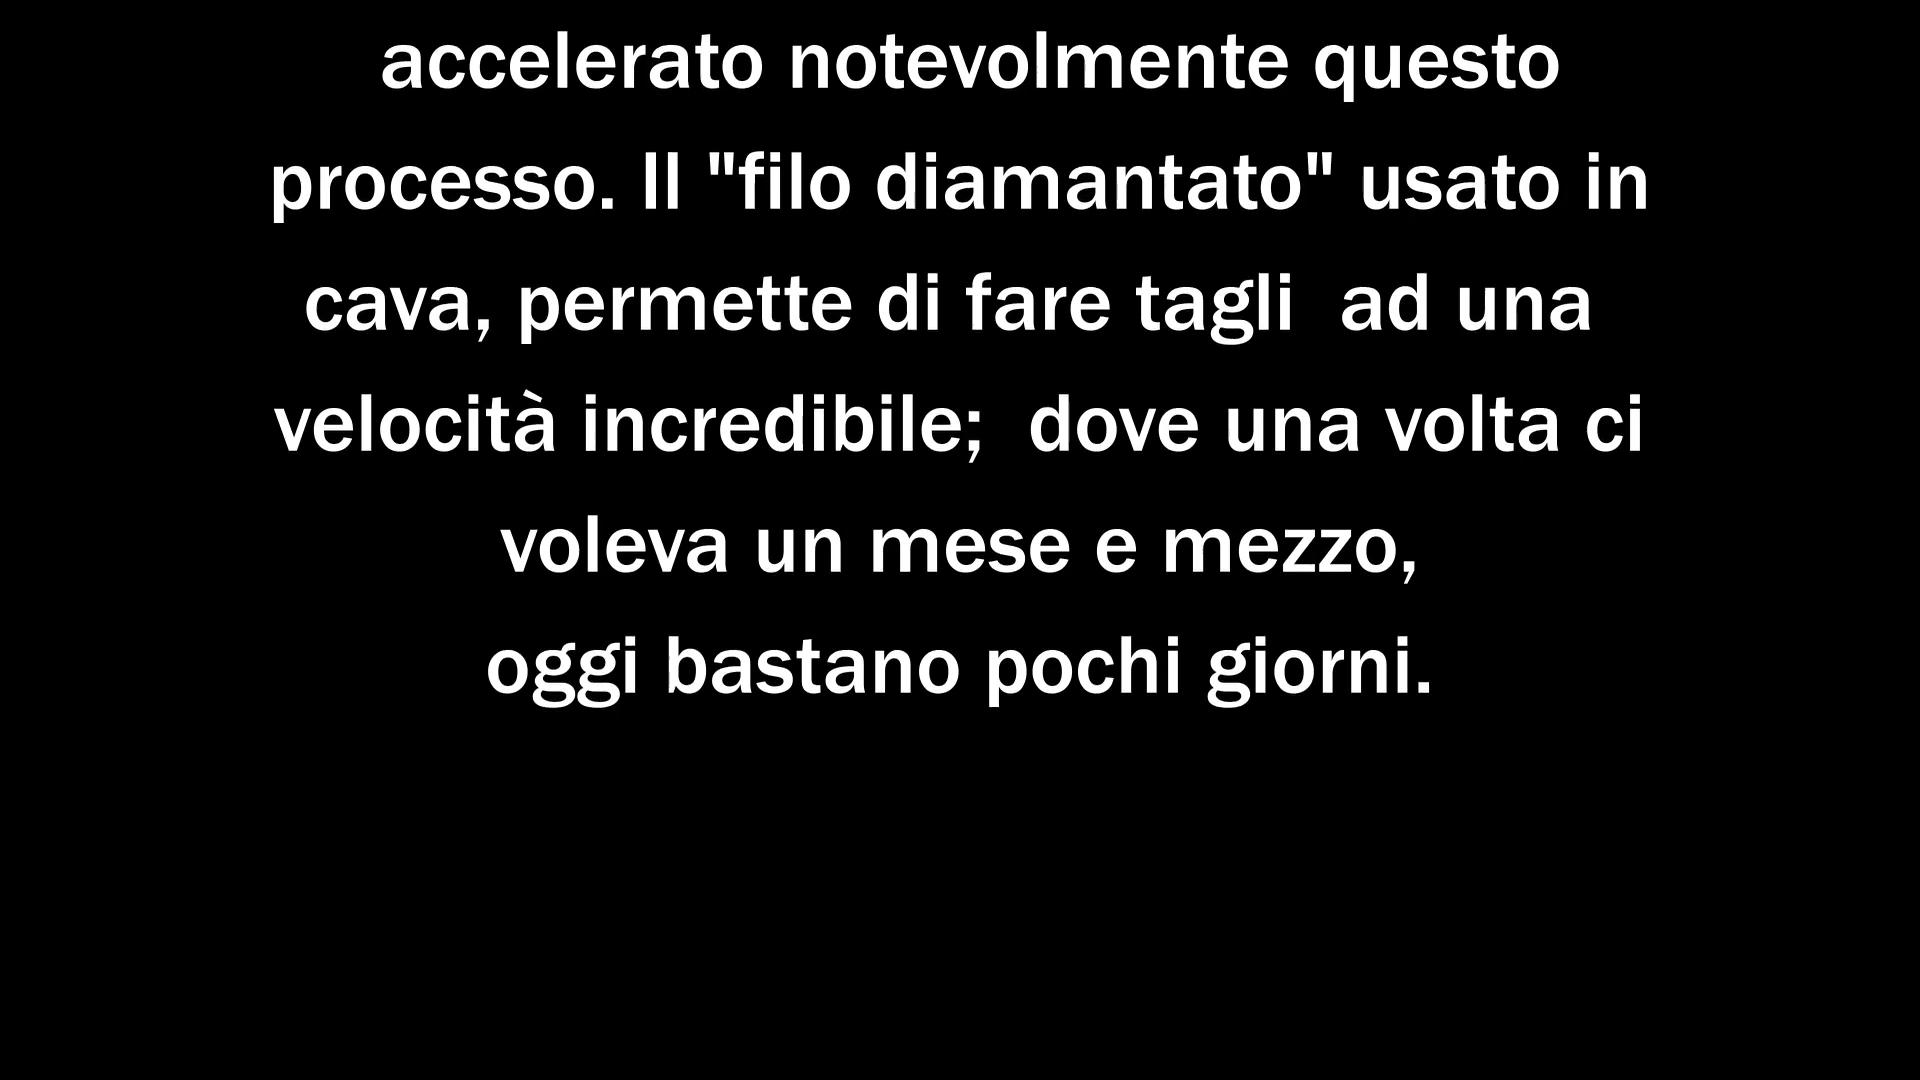 accelerato notevolmente questo
processo. Il "filo diamantato" usato in
cava, permette di fare tagli  ad una
velocità incredibile;  dove una volta ci
voleva un mese e mezzo,
oggi bastano pochi giorni.